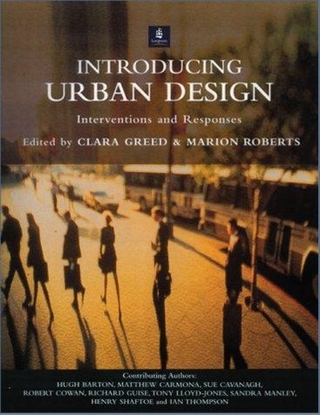 INTRODUCING
URBAN DESIGN
Interventions and Responses
Edited by CLARA GREED & MARION ROBERTS
Contributing Authors:
HUGH BARTON, MATTHEW CARMONA, SUE CAVANAGH,
ROBERT COWAN, RICHARD GUISE, TONY LLOYD-JONES, SANDRA MANLEY,
HENRY SHAFTOE and IAN THOMPSON